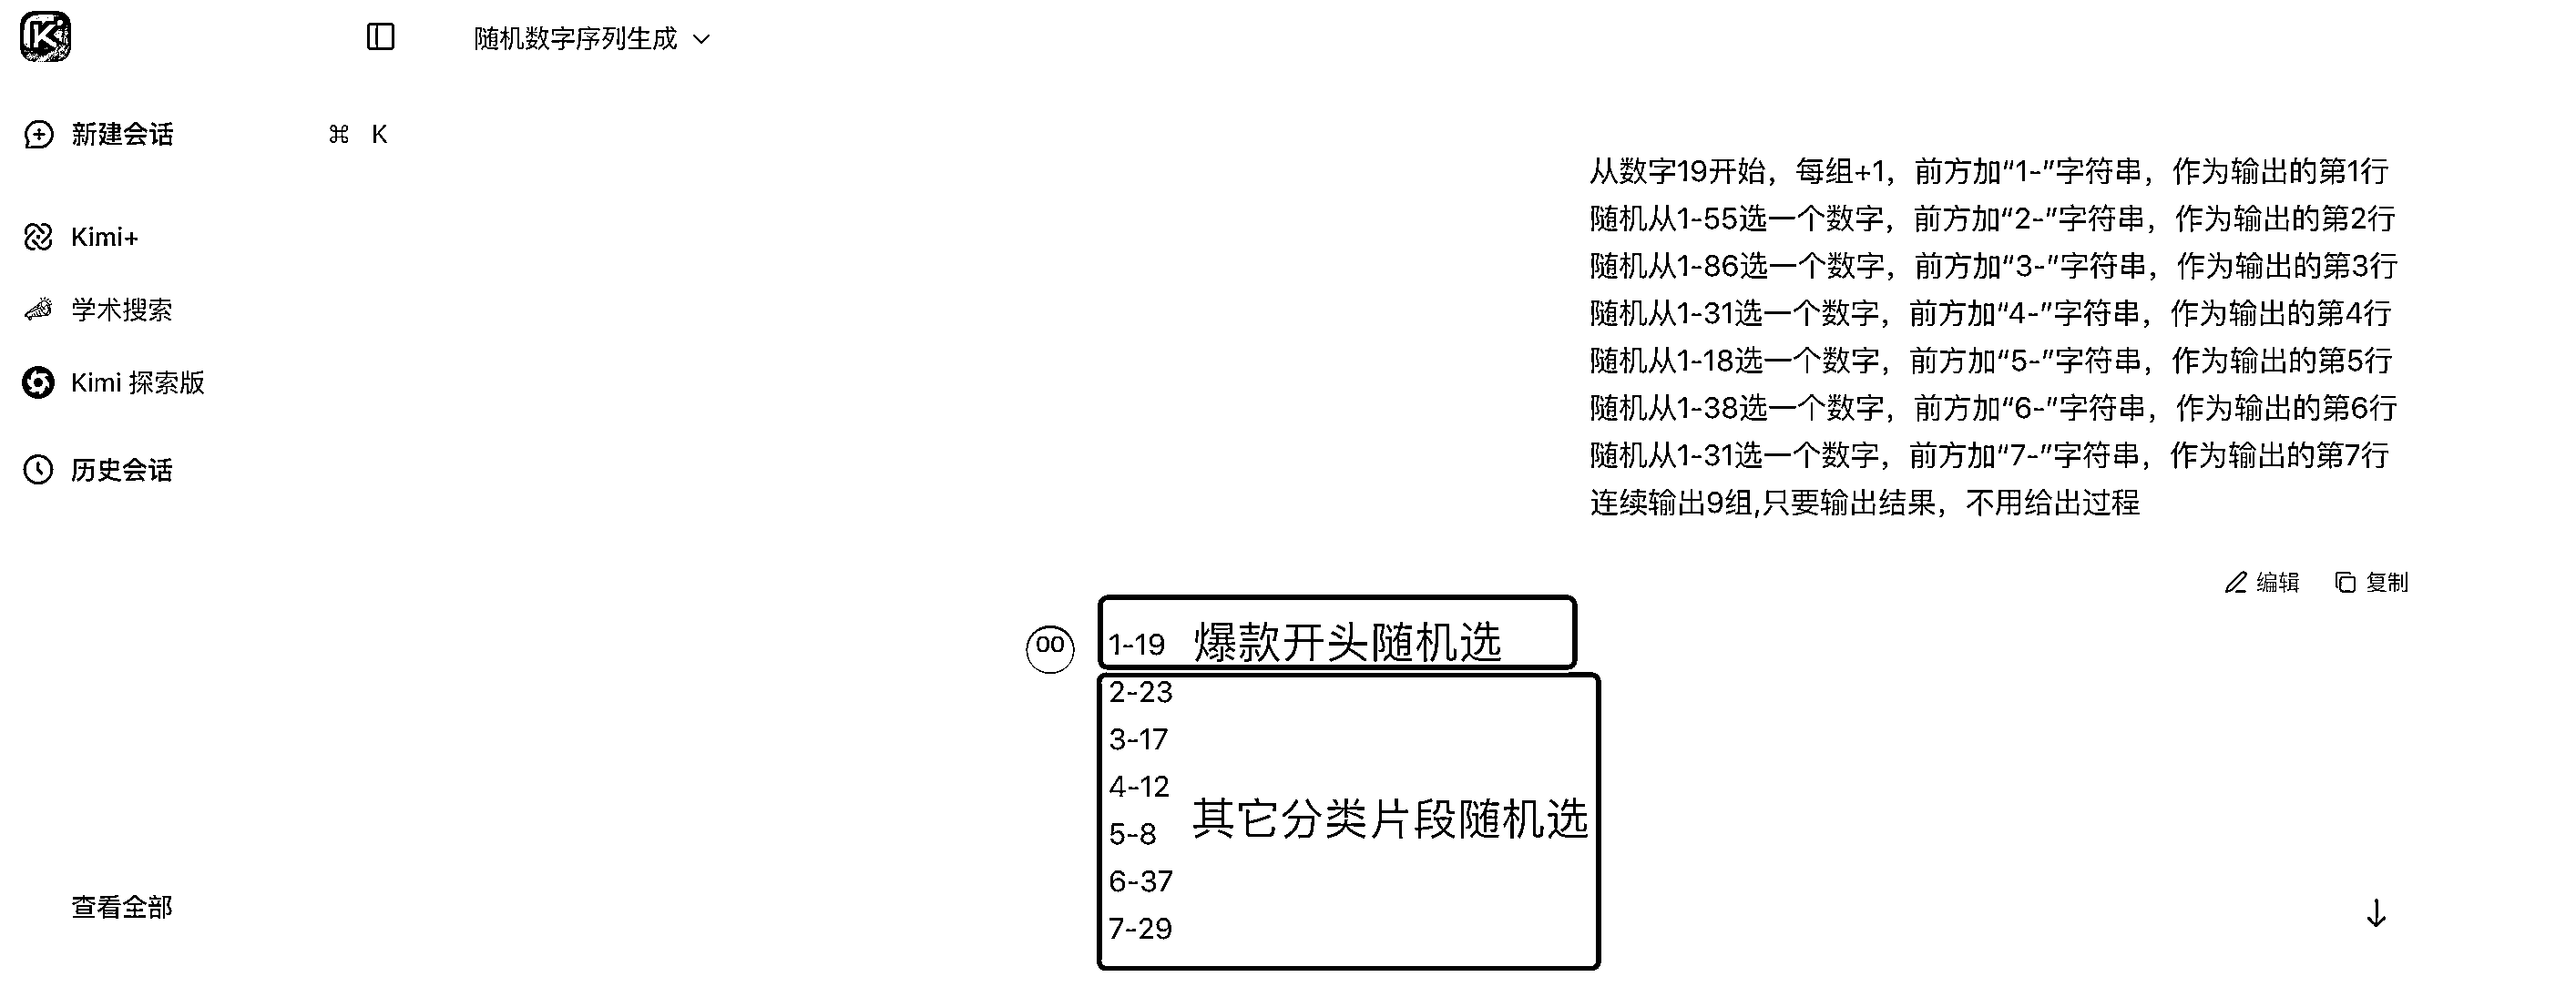 K
随机数字序列生成
新建会话 ⌘ K
Kimi+
学术搜索
Kimi 探索版
历史会话
查看全部
从数字19开始，每组+1，前方加“1-”字符串，作为输出的第1行
随机从1-55选一个数字，前方加“2-”字符串，作为输出的第2行
随机从1-86选一个数字，前方加“3-”字符串，作为输出的第3行
随机从1-31选一个数字，前方加“4-”字符串，作为输出的第4行
随机从1-18选一个数字，前方加“5-”字符串，作为输出的第5行
随机从1-38选一个数字，前方加“6-”字符串，作为输出的第6行
随机从1-31选一个数字，前方加“7-”字符串，作为输出的第7行
连续输出9组,只要输出结果，不用给出过程
编辑 复制
1-19 爆款开头随机选
2-23
3-17
4-12
其它分类片段随机选
5-8
6-37
7-29